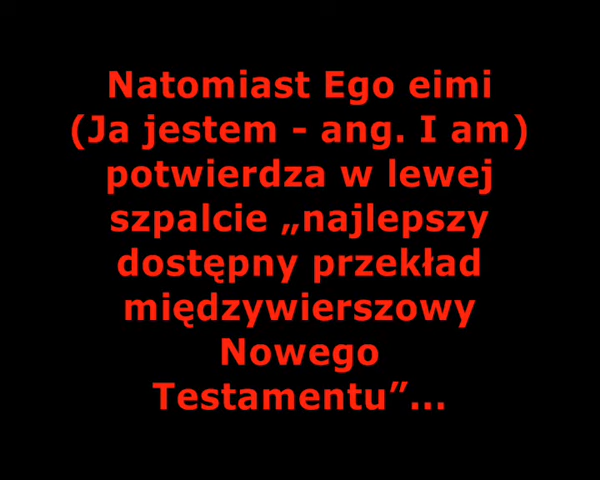 Natomiast Ego eimi
(Ja jestem - ang. I am)
potwierdza w lewej
szpalcie „najlepszy
dostępny przekład
międzywierszowy
Nowego
Testamentu”...